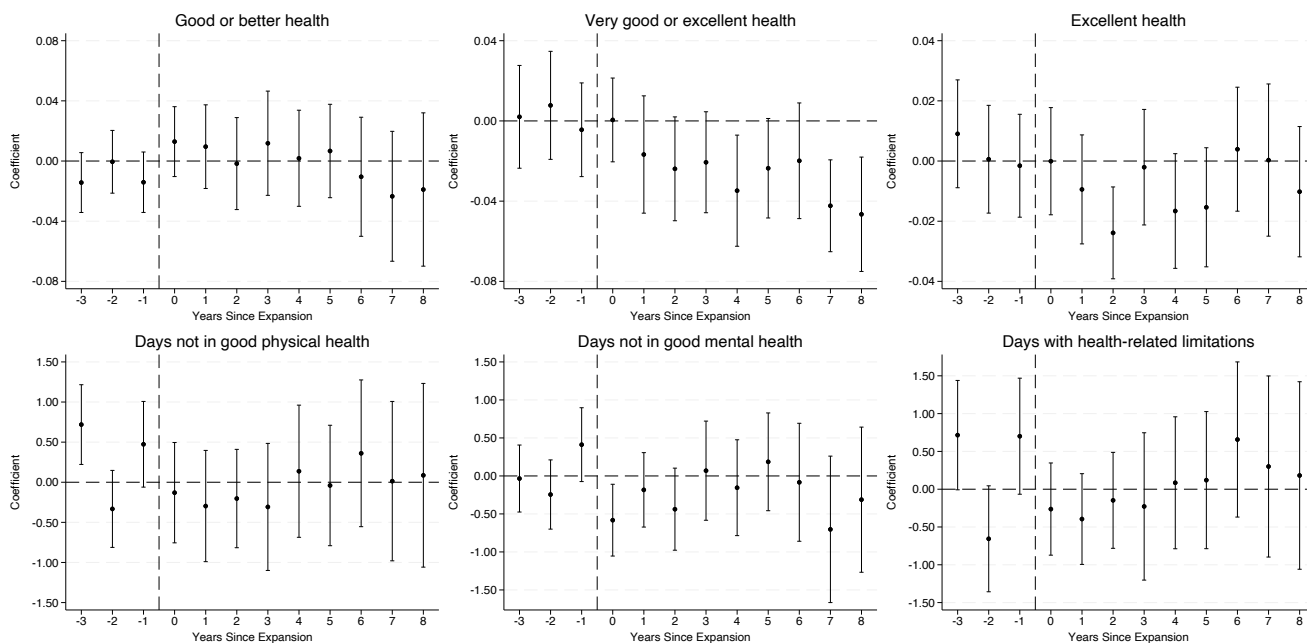 Good or better health
0.08
0.04
0.00
-0.04
-0.08
Coefficient
-3 -2 -1 0 1 2 3 4 5 6 7 8
Years Since Expansion
Very good or excellent health
0.04
0.00
-0.04
-0.08
Coefficient
-3 -2 -1 0 1 2 3 4 5 6 7 8
Years Since Expansion
Excellent health
0.04
0.02
0.00
-0.02
-0.04
Coefficient
-3 -2 -1 0 1 2 3 4 5 6 7 8
Years Since Expansion
Days not in good physical health
1.50
1.00
0.50
0.00
-0.50
-1.00
-1.50
Coefficient
-3 -2 -1 0 1 2 3 4 5 6 7 8
Years Since Expansion
Days not in good mental health
1.50
1.00
0.50
0.00
-0.50
-1.00
-1.50
Coefficient
-3 -2 -1 0 1 2 3 4 5 6 7 8
Years Since Expansion
Days with health-related limitations
1.50
1.00
0.50
0.00
-0.50
-1.00
-1.50
Coefficient
-3 -2 -1 0 1 2 3 4 5 6 7 8
Years Since Expansion